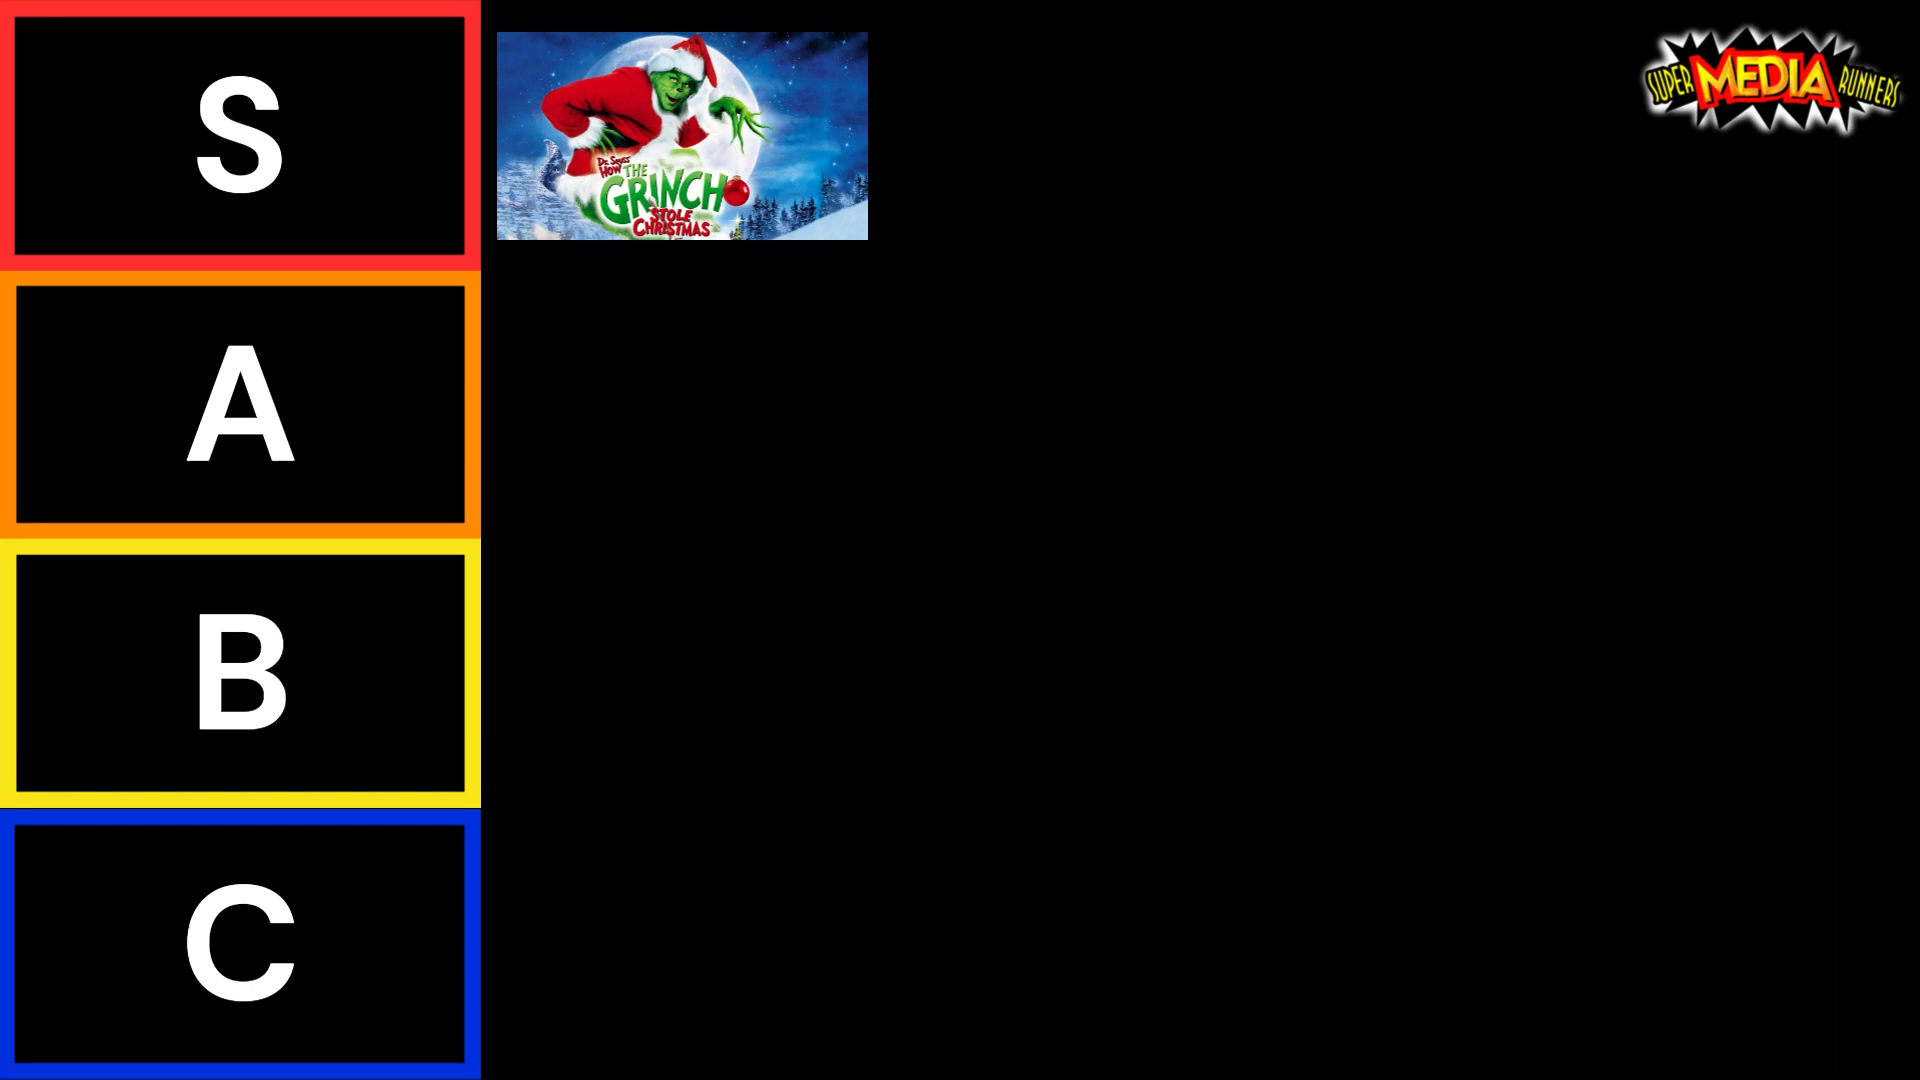 S
Dr. Seuss'
HOW THE
GRINCH
STOLE
CHRISTMAS
SUPER MEDIA RUNNERS
A
B
C